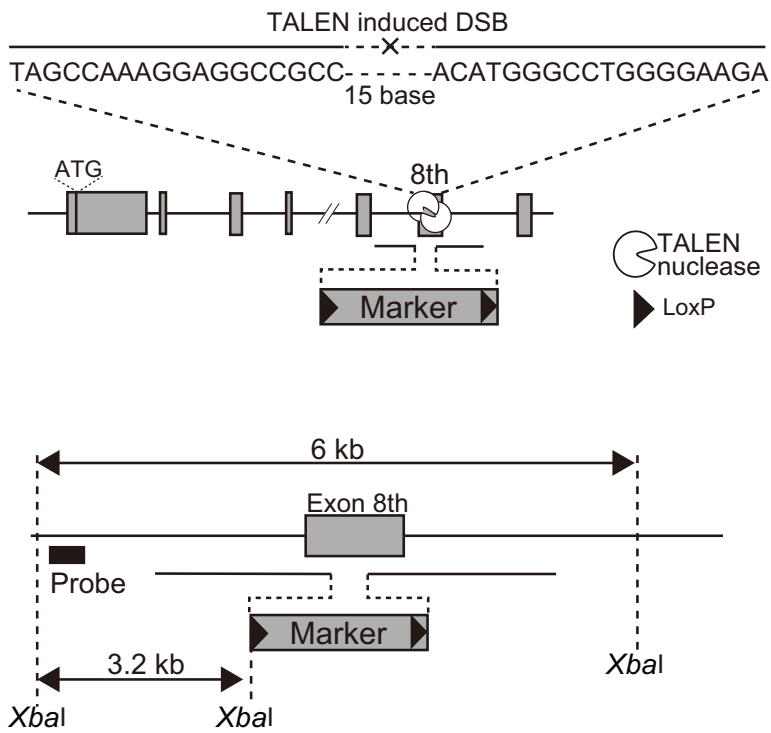 TALEN induced DSB
TAGCCAAAGGAGGCCGCC-------ACATGGGCCTGGGGAAGA
15 base
ATG
8th
TALEN
nuclease
Marker
LoxP
6 kb
Exon 8th
Probe
Marker
3.2 kb
XbaI
XbaI
XbaI